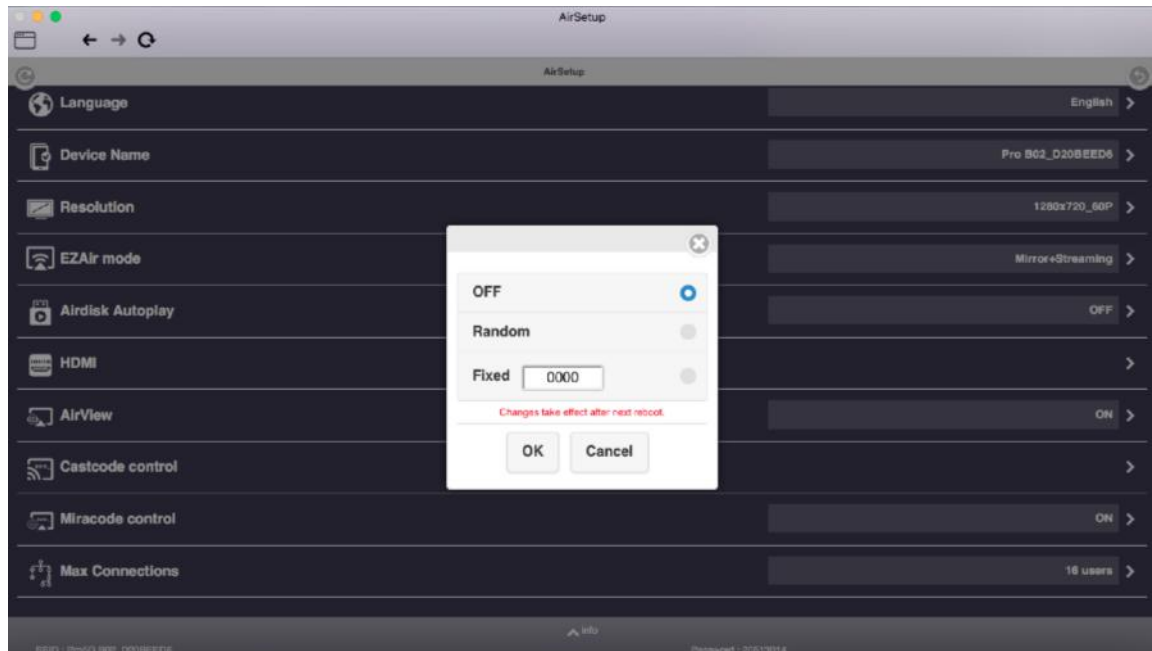 AirSetup
AirSetup
Language English
Device Name Pro B02_D20BEED6
Resolution 1280x720_60P
EZAir mode Mirror+Streaming
Airdisk Autoplay OFF
HDMI
AirView ON
Castcode control
Miracode control ON
Max Connections 16 users
OFF
Random
Fixed 0000
Changes take effect after next reboot.
OK Cancel
info